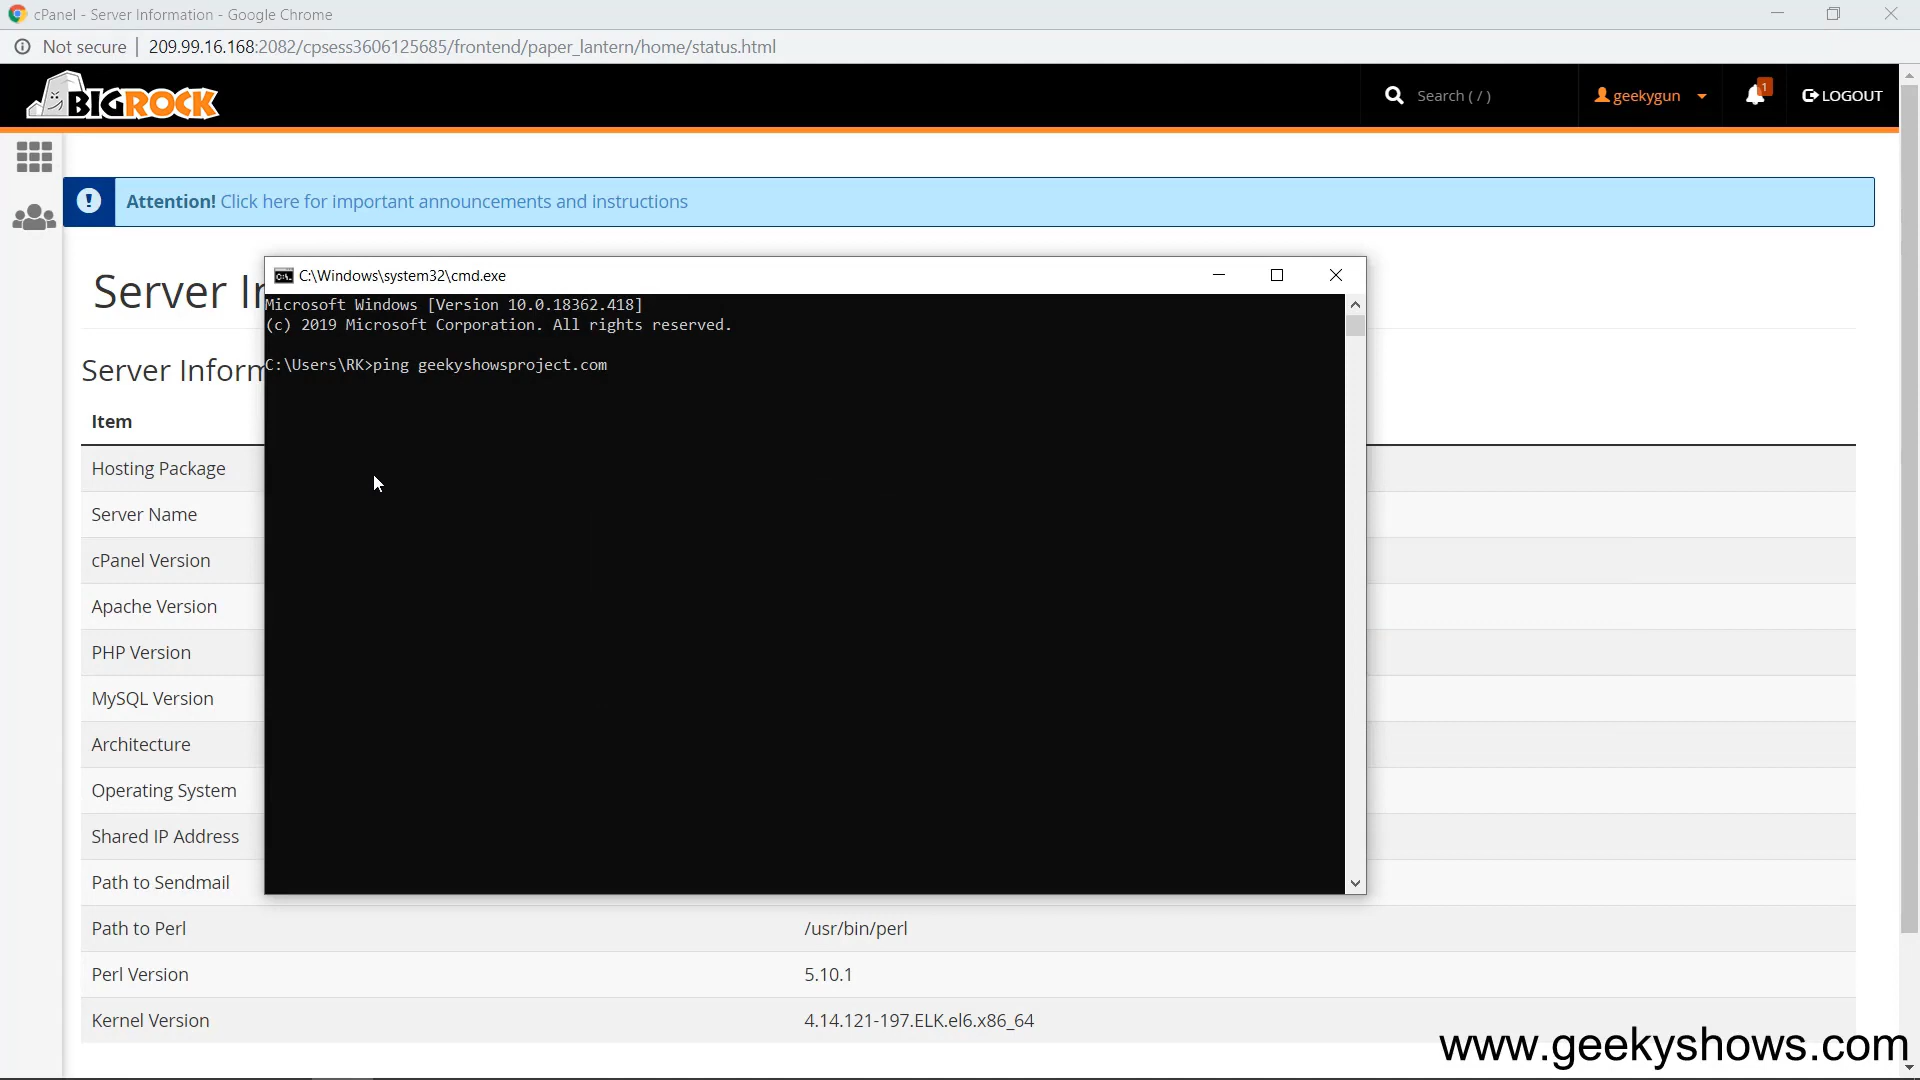 cPanel - Server Information - Google Chrome
Not secure | 209.99.16.168:2082/cpsess3606125685/frontend/paper_lantern/home/status.html
BIGROCK
Search ( / )
geekygun
1
LOGOUT
Attention! Click here for important announcements and instructions
Server I
C:\Windows\system32\cmd.exe
Microsoft Windows [Version 10.0.18362.418]
(c) 2019 Microsoft Corporation. All rights reserved.
C:\Users\RK>ping geekyshowsproject.com
Server Inform
Item
Hosting Package
Server Name
cPanel Version
Apache Version
PHP Version
MySQL Version
Architecture
Operating System
Shared IP Address
Path to Sendmail
Path to Perl /usr/bin/perl
Perl Version 5.10.1
Kernel Version 4.14.121-197.ELK.el6.x86_64
www.geekyshows.com